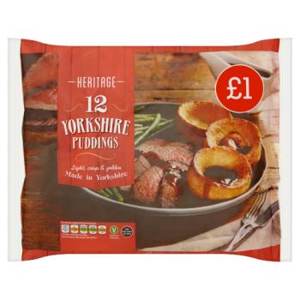 HERITAGE
12
YORKSHIRE
PUDDINGS
Light, crisp & golden
Made in Yorkshire
£1